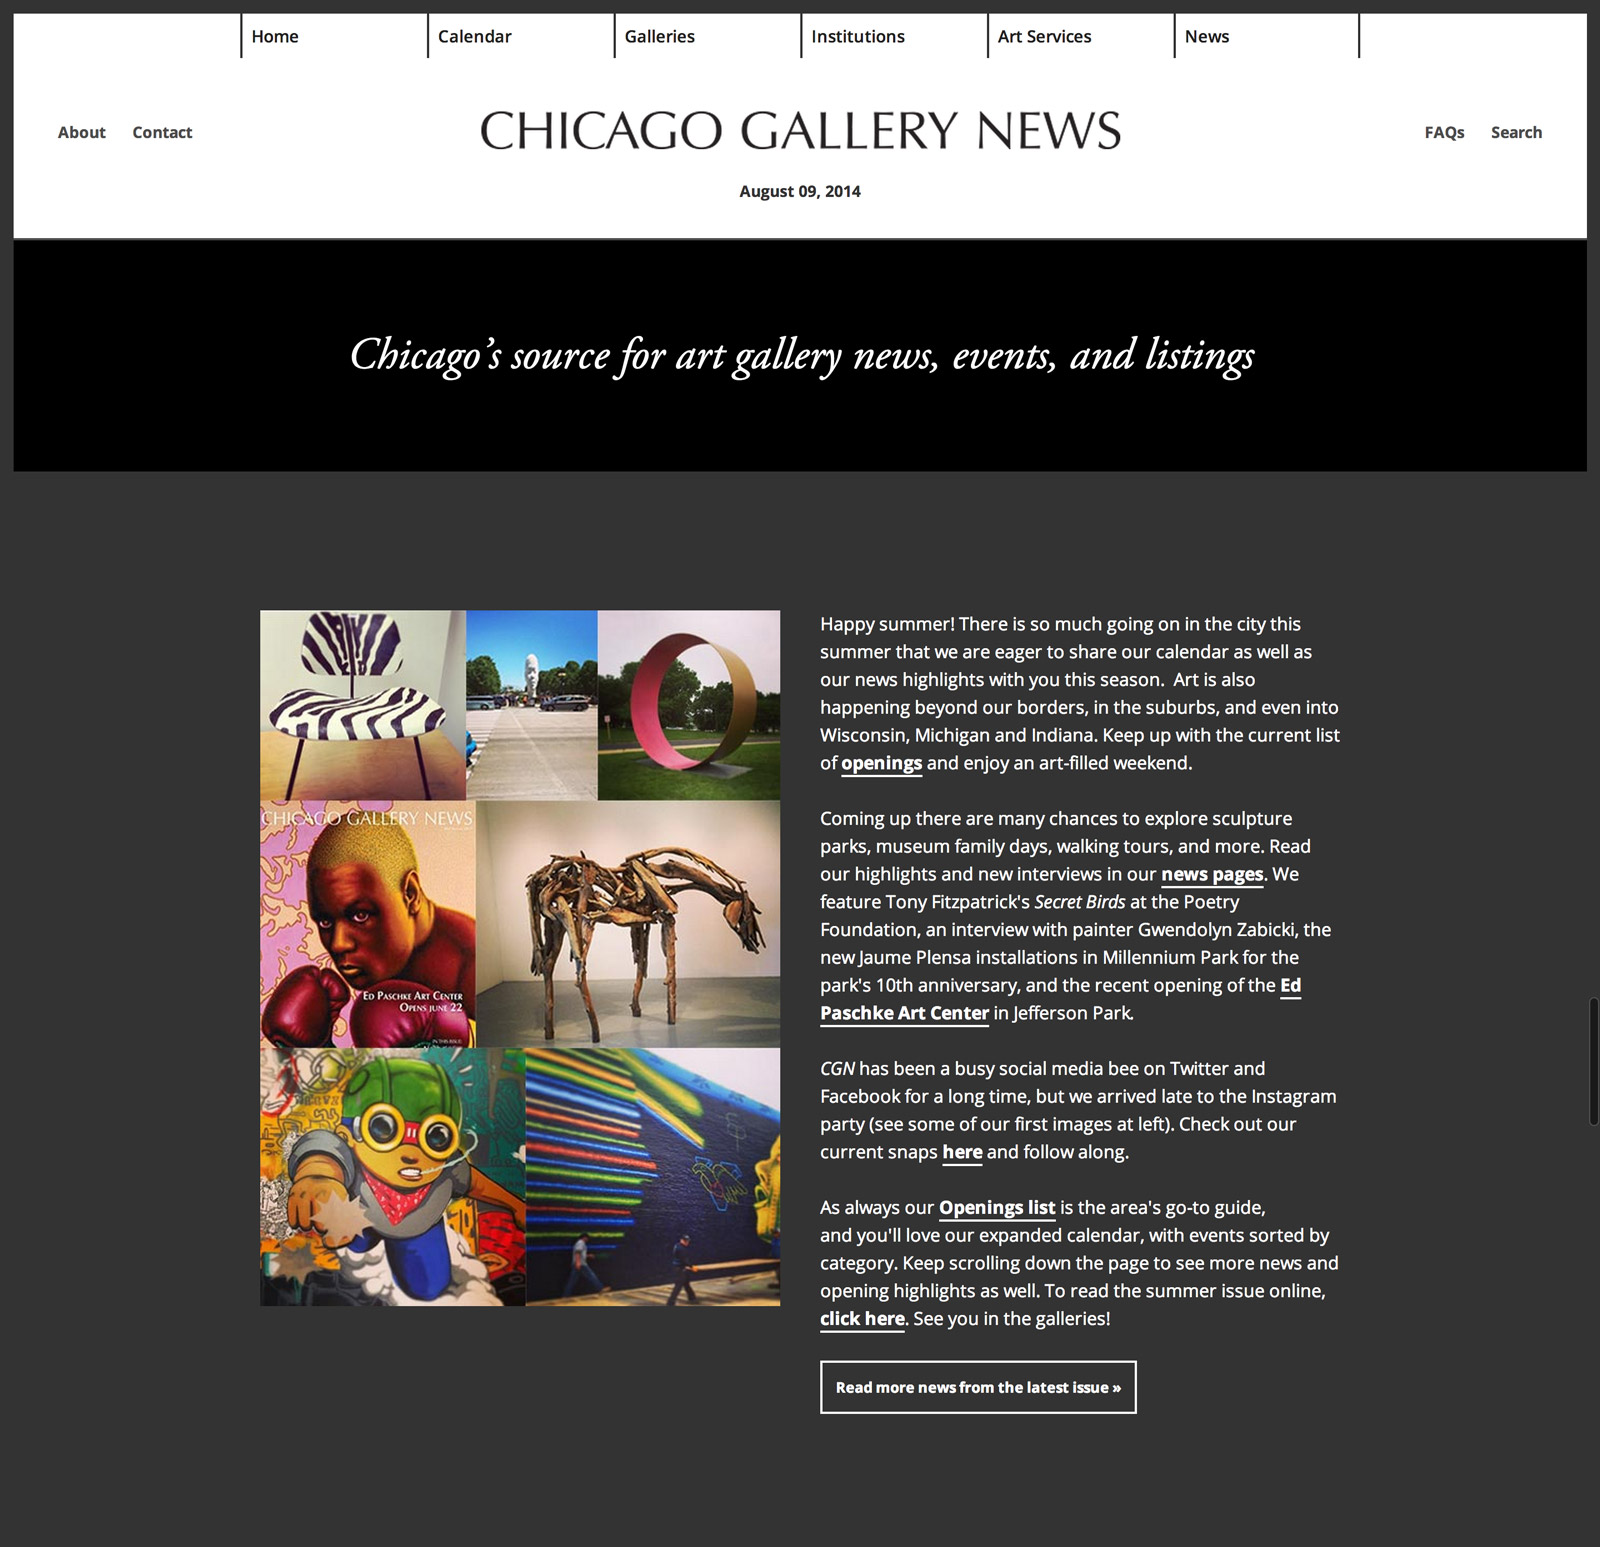 Home
Calendar
Galleries
Institutions
Art Services
News
About
Contact
CHICAGO GALLERY NEWS
FAQs
Search
August 09, 2014
Chicago’s source for art gallery news, events, and listings
CHICAGO GALLERY NEWS
ED PASCHKE ART CENTER
OPENS JUNE 22
IN THIS ISSUE
Happy summer! There is so much going on in the city this
summer that we are eager to share our calendar as well as
our news highlights with you this season.  Art is also
happening beyond our borders, in the suburbs, and even into
Wisconsin, Michigan and Indiana. Keep up with the current list
of openings and enjoy an art-filled weekend.
Coming up there are many chances to explore sculpture
parks, museum family days, walking tours, and more. Read
our highlights and new interviews in our news pages. We
feature Tony Fitzpatrick's Secret Birds at the Poetry
Foundation, an interview with painter Gwendolyn Zabicki, the
new Jaume Plensa installations in Millennium Park for the
park's 10th anniversary, and the recent opening of the Ed
Paschke Art Center in Jefferson Park.
CGN has been a busy social media bee on Twitter and
Facebook for a long time, but we arrived late to the Instagram
party (see some of our first images at left). Check out our
current snaps here and follow along.
As always our Openings list is the area's go-to guide,
and you'll love our expanded calendar, with events sorted by
category. Keep scrolling down the page to see more news and
opening highlights as well. To read the summer issue online,
click here. See you in the galleries!
Read more news from the latest issue »